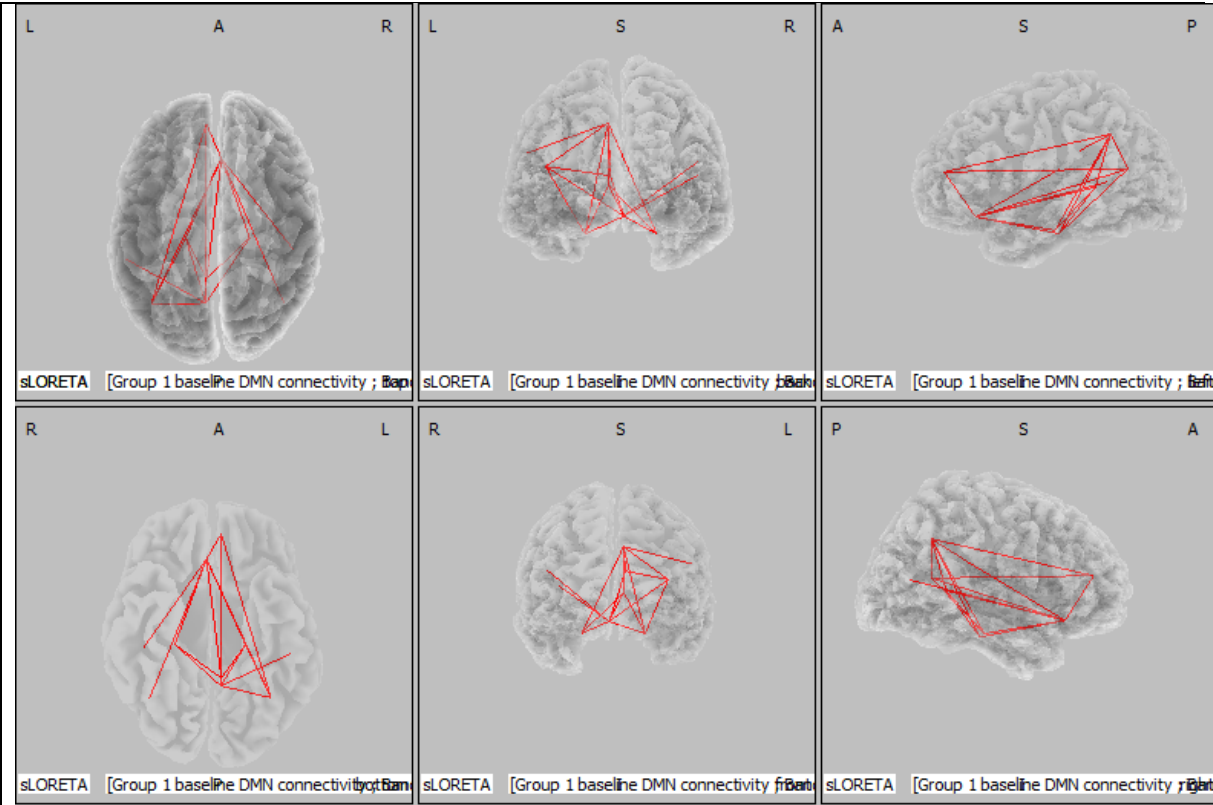 L A R
L S R
A S P
sLORETA [Group 1 baseline DMN connectivity ;
sLORETA [Group 1 baseline DMN connectivity ;
sLORETA [Group 1 baseline DMN connectivity ;
R A L
R S L
P S A
sLORETA [Group 1 baseline DMN connectivity
sLORETA [Group 1 baseline DMN connectivity
sLORETA [Group 1 baseline DMN connectivity ;